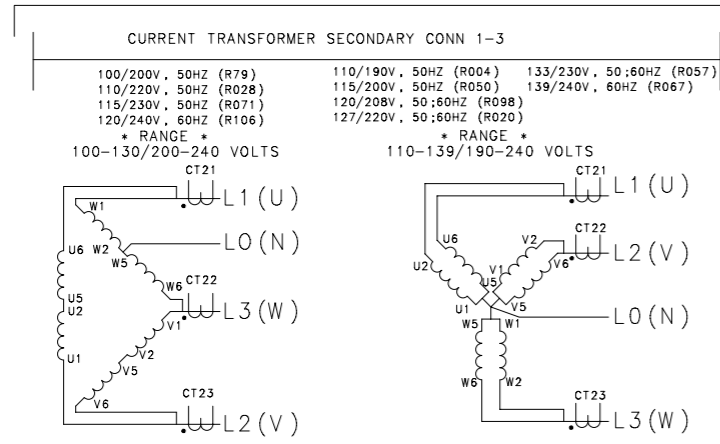 CURRENT TRANSFORMER SECONDARY CONN 1-3
100/200V, 50HZ (R79)
110/220V, 50HZ (R028)
115/230V, 50HZ (R071)
120/240V, 60HZ (R106)
* RANGE *
100-130/200-240 VOLTS
110/190V, 50HZ (R004) 133/230V, 50;60HZ (R057)
115/200V, 50HZ (R050) 139/240V, 60HZ (R067)
120/208V, 50;60HZ (R098)
127/220V, 50;60HZ (R020)
* RANGE *
110-139/190-240 VOLTS
CT21
L1(U)
W1
W2
L0(N)
U6
W5
W6
CT22
U5
U2
L3(W)
V1
V2
U1
V5
CT23
V6
L2(V)
CT21
L1(U)
U6
V2
CT22
L2(V)
U2
V1
V6
U5
U1
V5
L0(N)
W5
W1
W6
W2
CT23
L3(W)